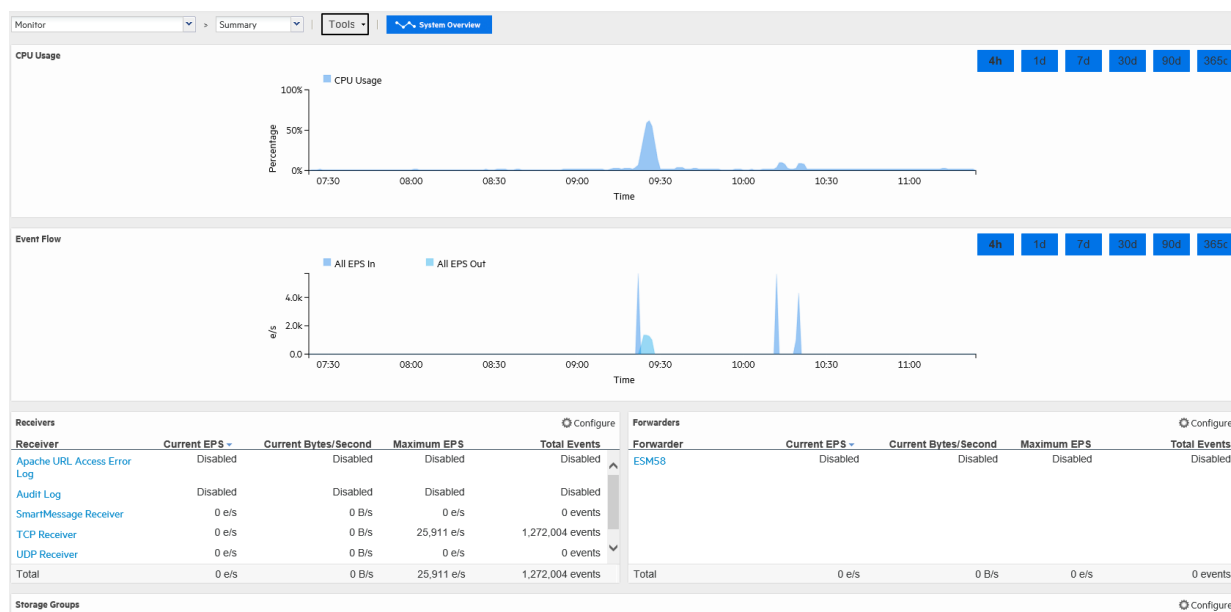 Monitor > Summary | Tools | System Overview
CPU Usage
4h 1d 7d 30d 90d 365d
CPU Usage
100%
50%
0%
Percentage
07:30 08:00 08:30 09:00 09:30 10:00 10:30 11:00
Time
Event Flow
4h 1d 7d 30d 90d 365d
All EPS In All EPS Out
4.0k
2.0k
0.0
e/s
07:30 08:00 08:30 09:00 09:30 10:00 10:30 11:00
Time
Receivers Configure
Receiver Current EPS Current Bytes/Second Maximum EPS Total Events
Apache URL Access Error Disabled Disabled Disabled Disabled
Log
Audit Log Disabled Disabled Disabled Disabled
SmartMessage Receiver 0 e/s 0 B/s 0 e/s 0 events
TCP Receiver 0 e/s 0 B/s 25,911 e/s 1,272,004 events
UDP Receiver 0 e/s 0 B/s 0 e/s 0 events
Total 0 e/s 0 B/s 25,911 e/s 1,272,004 events
Forwarders Configure
Forwarder Current EPS Current Bytes/Second Maximum EPS Total Events
ESM58 Disabled Disabled Disabled Disabled
Total 0 e/s 0 B/s 0 e/s 0 events
Storage Groups Configure